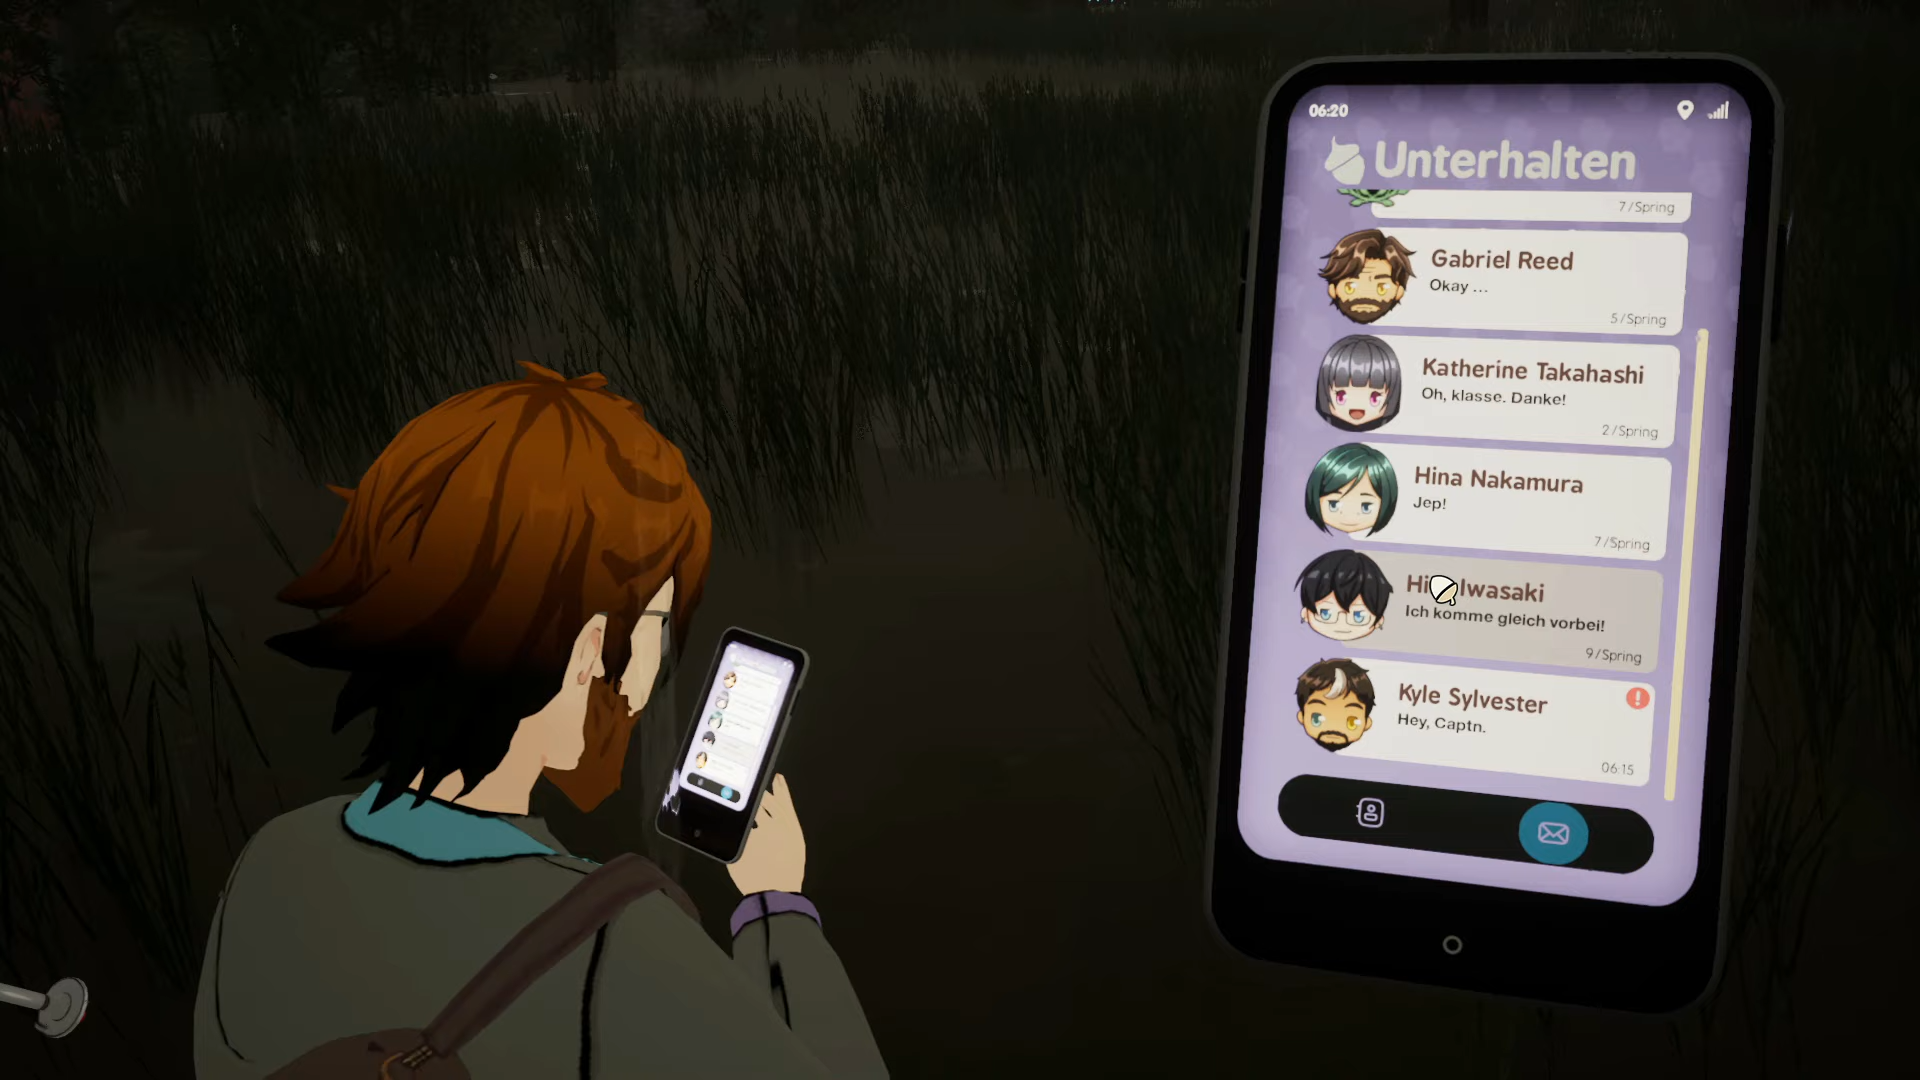 06:20
Unterhalten
7/Spring
Gabriel Reed
Okay ...
5/Spring
Katherine Takahashi
Oh, klasse. Danke!
2/Spring
Hina Nakamura
Jep!
7/Spring
Iwasaki
Ich komme gleich vorbei!
9/Spring
Kyle Sylvester
Hey, Captn.
06:15